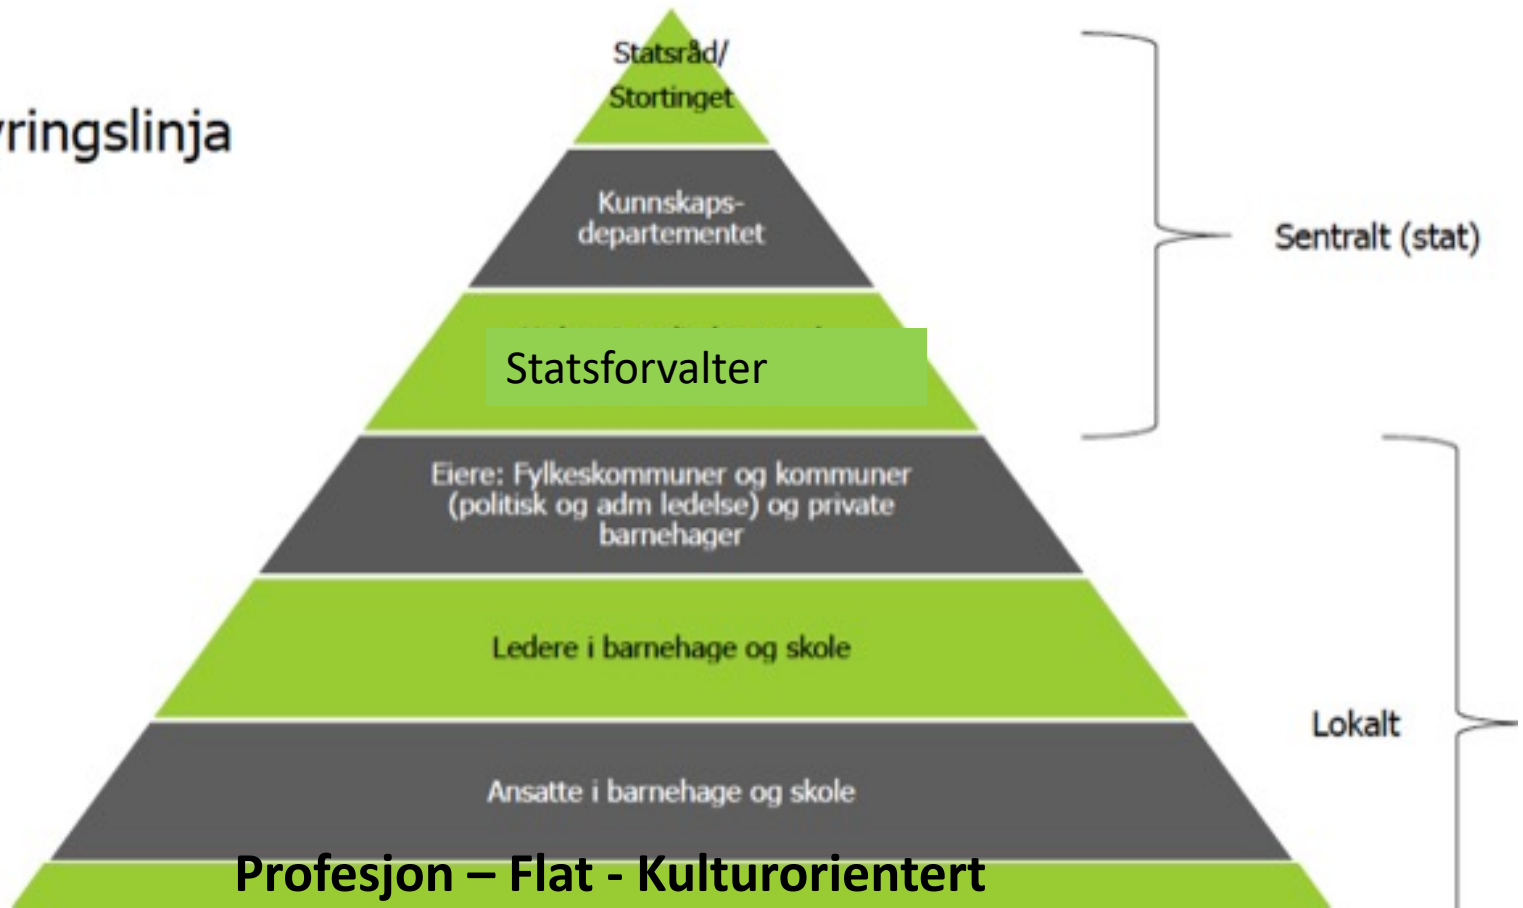 Statsråd/
Stortinget
yringslinja
Kunnskaps-
departementet
Sentralt (stat)
Statsforvalter
Eiere: Fylkeskommuner og kommuner
(politisk og adm ledelse) og private
barnehager
Ledere i barnehage og skole
Lokalt
Ansatte i barnehage og skole
Profesjon – Flat - Kulturorientert